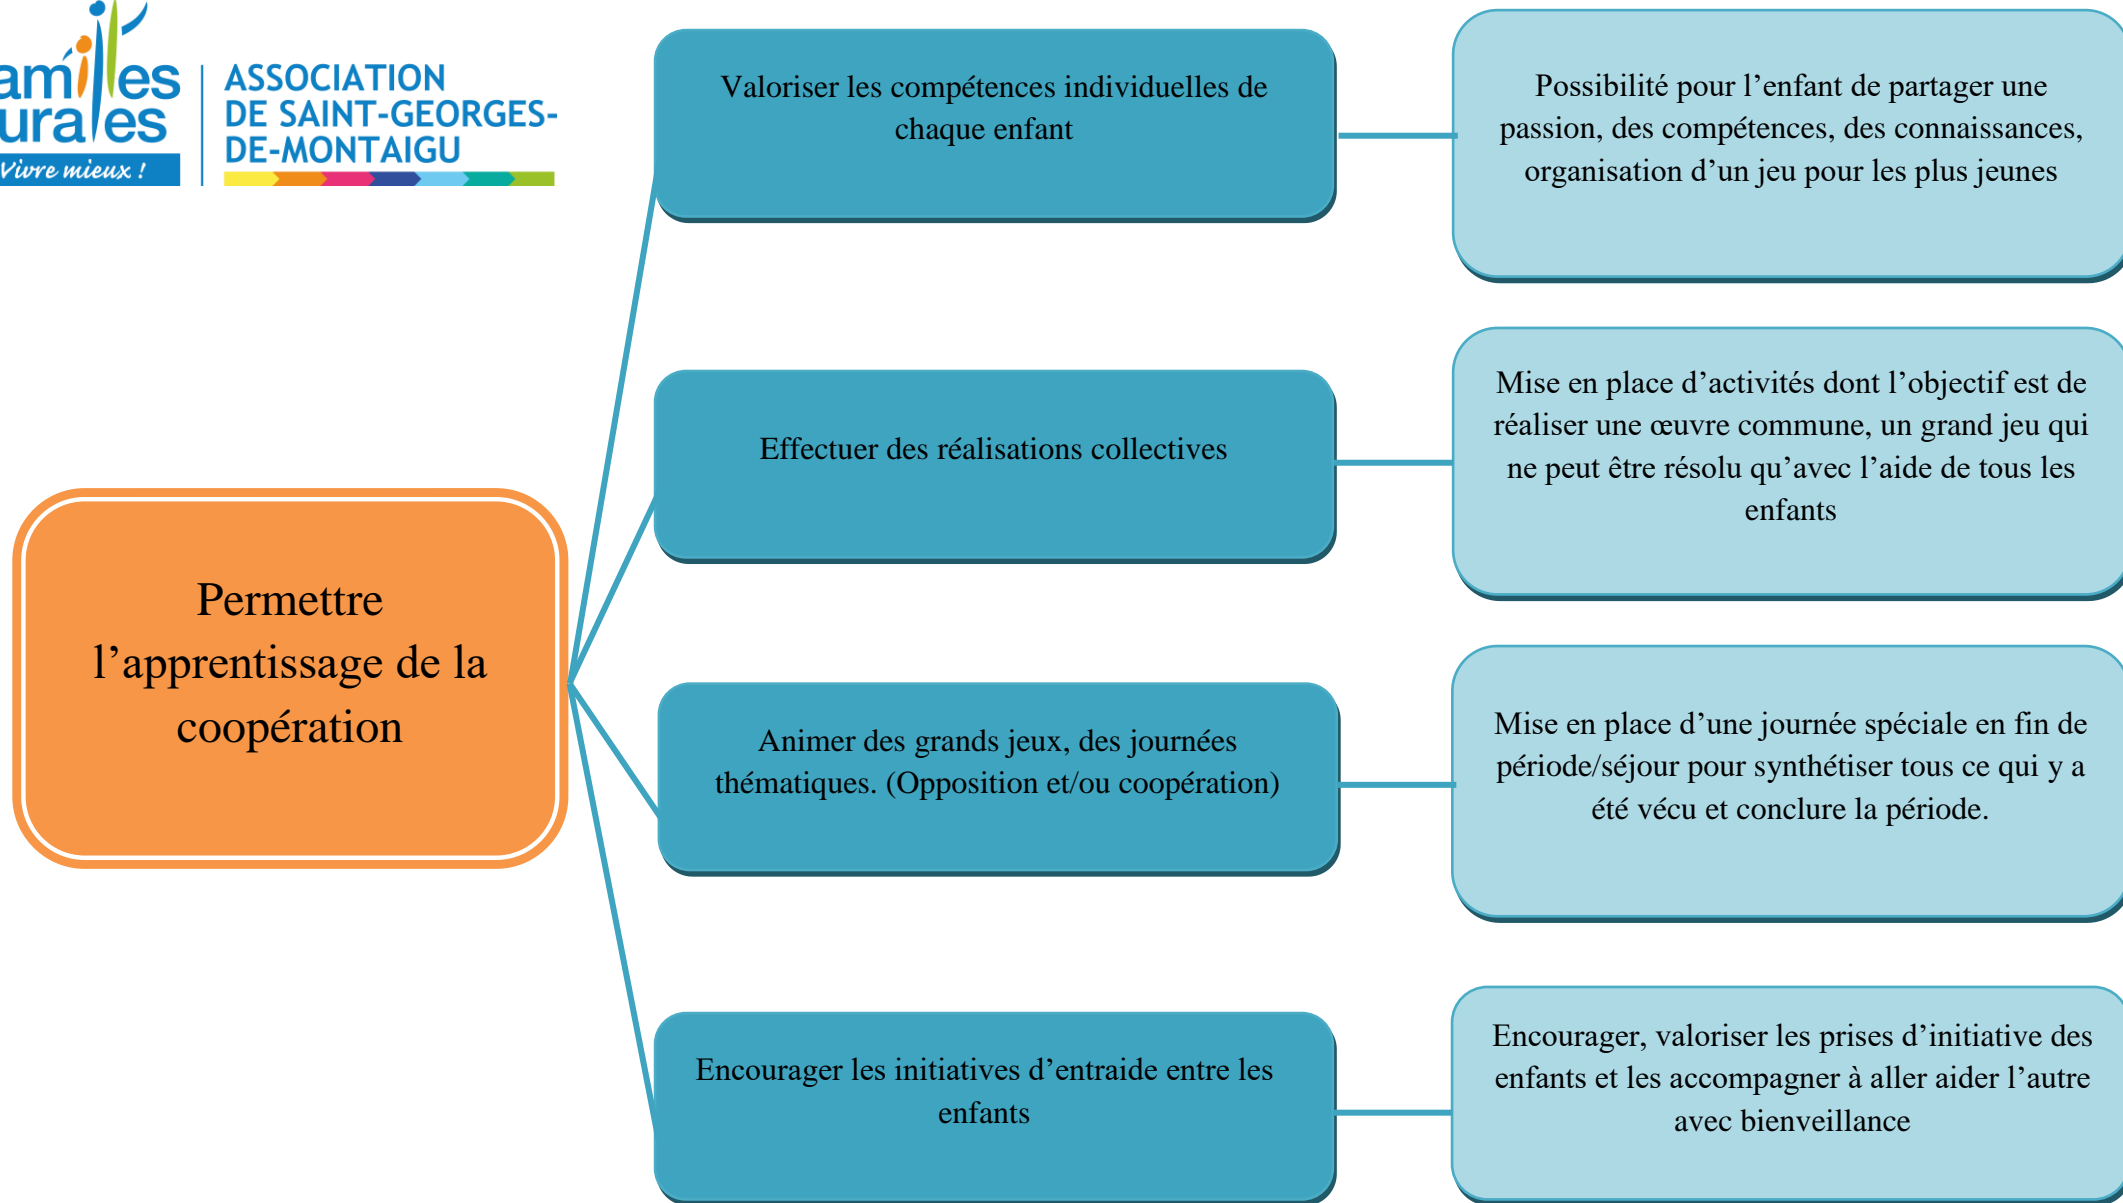 amilles
urales
Vivre mieux !
ASSOCIATION
DE SAINT-GEORGES-
DE-MONTAIGU
Permettre
l’apprentissage de la
coopération
Valoriser les compétences individuelles de
chaque enfant
Possibilité pour l’enfant de partager une
passion, des compétences, des connaissances,
organisation d’un jeu pour les plus jeunes
Effectuer des réalisations collectives
Mise en place d’activités dont l’objectif est de
réaliser une œuvre commune, un grand jeu qui
ne peut être résolu qu’avec l’aide de tous les
enfants
Animer des grands jeux, des journées
thématiques. (Opposition et/ou coopération)
Mise en place d’une journée spéciale en fin de
période/séjour pour synthétiser tous ce qui y a
été vécu et conclure la période.
Encourager les initiatives d’entraide entre les
enfants
Encourager, valoriser les prises d’initiative des
enfants et les accompagner à aller aider l’autre
avec bienveillance